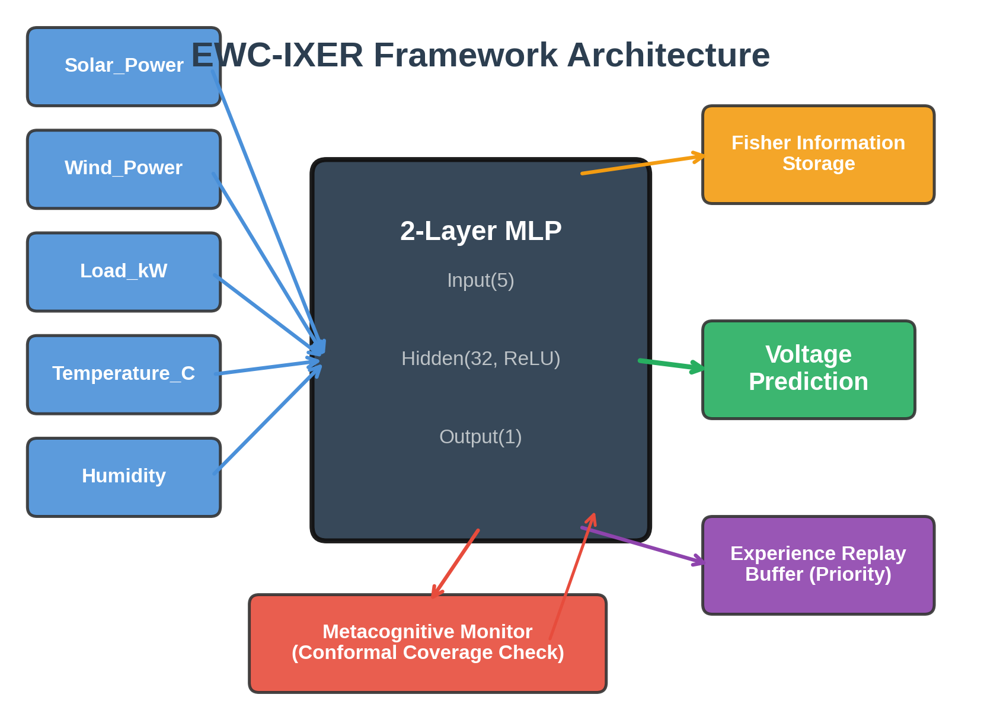 EWC-IXER Framework Architecture
Solar_Power
Wind_Power
Load_kW
Temperature_C
Humidity
2-Layer MLP
Input(5)
Hidden(32, ReLU)
Output(1)
Fisher Information
Storage
Voltage
Prediction
Experience Replay
Buffer (Priority)
Metacognitive Monitor
(Conformal Coverage Check)